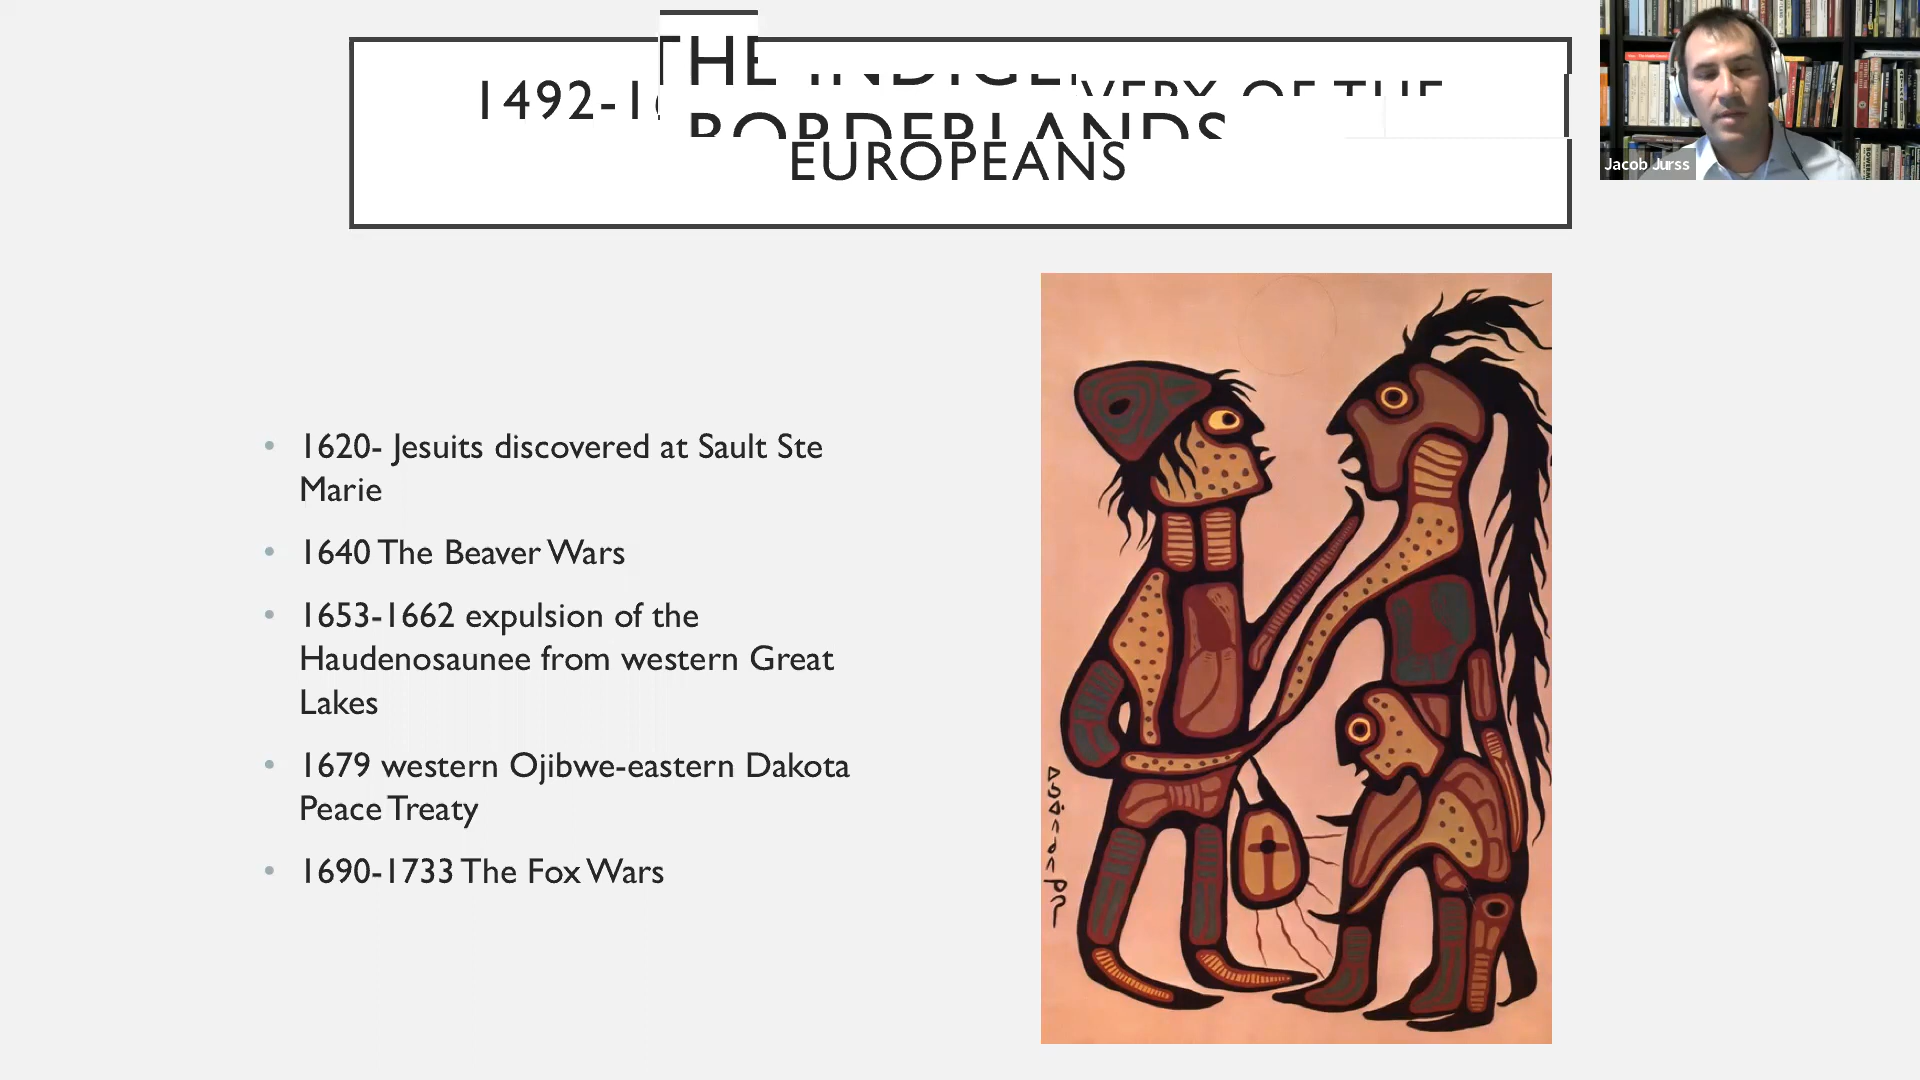 THE
1492-1
VERY OF THE
BORDERLANDS
EUROPEANS
Jacob Jurss
• 1620- Jesuits discovered at Sault Ste
Marie
• 1640 The Beaver Wars
• 1653-1662 expulsion of the
Haudenosaunee from western Great
Lakes
• 1679 western Ojibwe-eastern Dakota
Peace Treaty
• 1690-1733 The Fox Wars